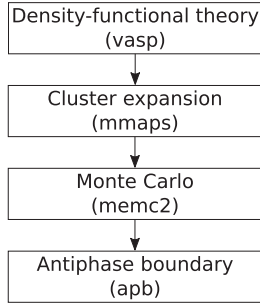 Density-functional theory
(vasp)
Cluster expansion
(mmaps)
Monte Carlo
(memc2)
Antiphase boundary
(apb)